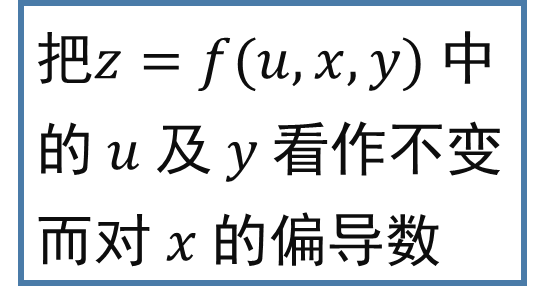 把z = f(u, x, y) 中
的 u 及 y 看作不变
而对 x 的偏导数